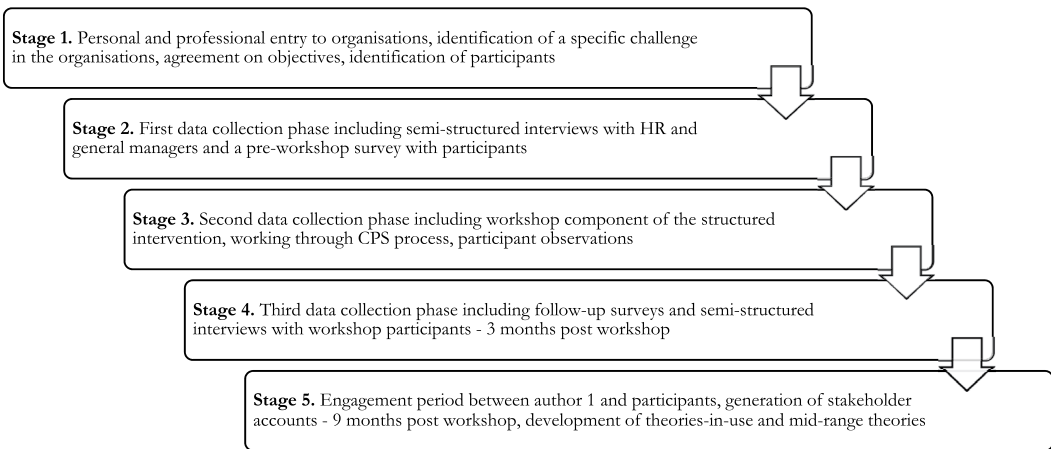 Stage 1. Personal and professional entry to organisations, identification of a specific challenge
in the organisations, agreement on objectives, identification of participants
Stage 2. First data collection phase including semi-structured interviews with HR and
general managers and a pre-workshop survey with participants
Stage 3. Second data collection phase including workshop component of the structured
intervention, working through CPS process, participant observations
Stage 4. Third data collection phase including follow-up surveys and semi-structured
interviews with workshop participants - 3 months post workshop
Stage 5. Engagement period between author 1 and participants, generation of stakeholder
accounts - 9 months post workshop, development of theories-in-use and mid-range theories